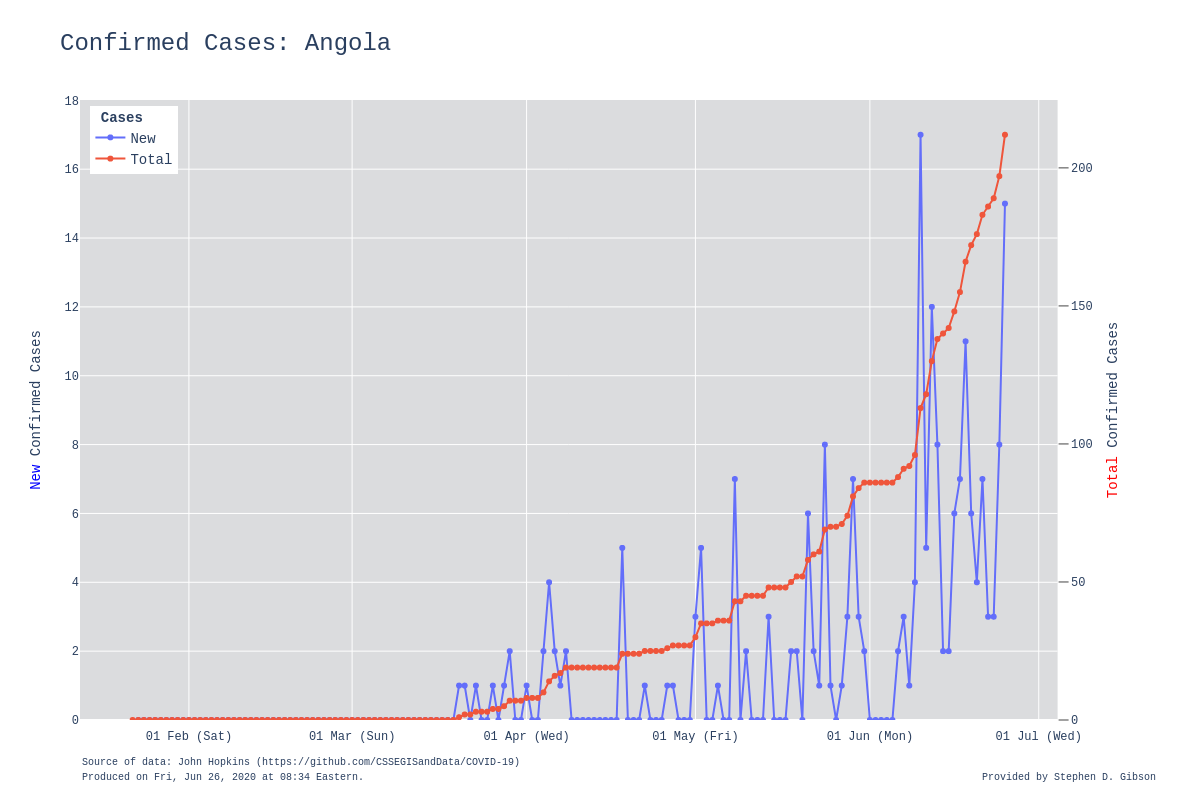 Confirmed Cases: Angola
Cases
New
Total
18
16
14
12
10
8
6
4
2
0
200
150
100
50
0
New Confirmed Cases
Total Confirmed Cases
01 Feb (Sat)
01 Mar (Sun)
01 Apr (Wed)
01 May (Fri)
01 Jun (Mon)
01 Jul (Wed)
Source of data: John Hopkins (https://github.com/CSSEGISandData/COVID-19)
Produced on Fri, Jun 26, 2020 at 08:34 Eastern.
Provided by Stephen D. Gibson